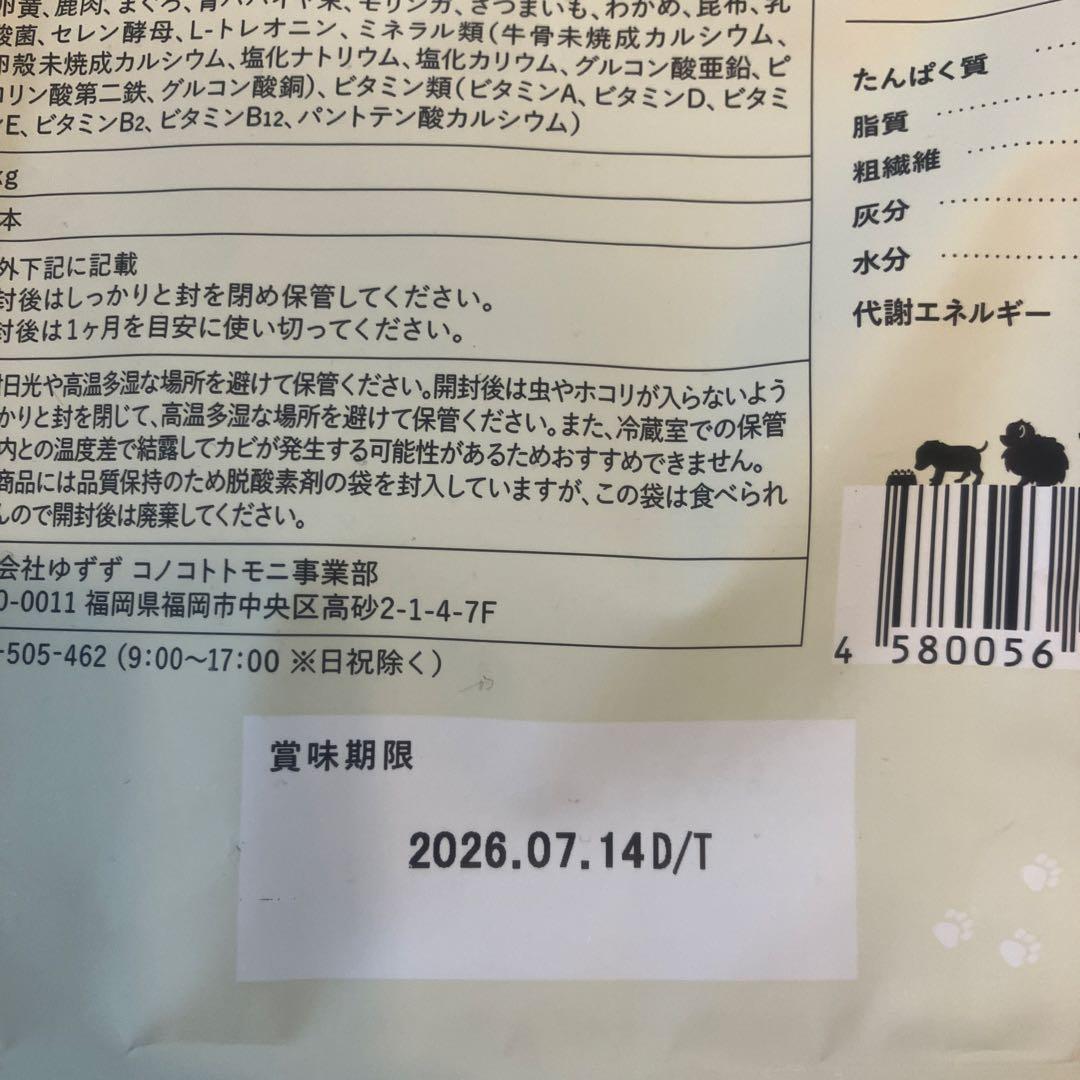 卵黄、鹿肉、まぐろ、青パパイヤ末、モリンガ、さつまいも、わかめ、昆布、乳
酸菌、セレン酵母、L-トレオニン、ミネラル類(牛骨未焼成カルシウム、
卵殻未焼成カルシウム、塩化ナトリウム、塩化カリウム、グルコン酸亜鉛、ピ
ロリン酸第二鉄、グルコン酸銅)、ビタミン類(ビタミンA、ビタミンD、ビタミ
ンE、ビタミンB2、ビタミンB12、パントテン酸カルシウム)
kg
本
外下記に記載
封後はしっかりと封を閉め保管してください。
封後は1ヶ月を目安に使い切ってください。
射日光や高温多湿な場所を避けて保管ください。開封後は虫やホコリが入らないよう
かりと封を閉じて、高温多湿な場所を避けて保管ください。また、冷蔵室での保管
内との温度差で結露してカビが発生する可能性があるためおすすめできません。
商品には品質保持のため脱酸素剤の袋を封入していますが、この袋は食べられ
んので開封後は廃棄してください。
会社ゆずず コノコトトモニ事業部
0-0011 福岡県福岡市中央区高砂2-1-4-7F
-505-462 (9:00〜17:00 ※日祝除く)
たんぱく質
脂質
粗繊維
灰分
水分
代謝エネルギー
4 580056
賞味期限
2026.07.14D/T